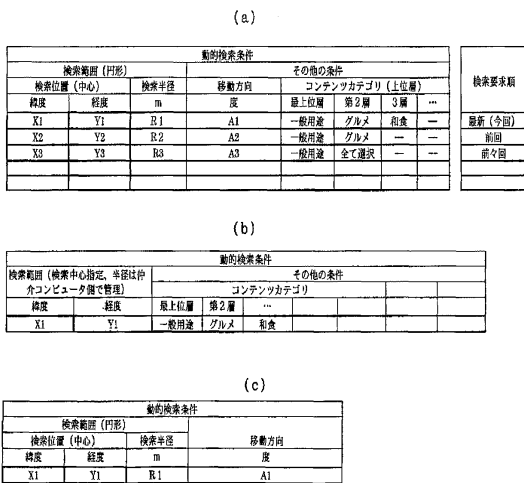 (a)
動的検索条件
検索範囲（円形） その他の条件 検索要求順
検索位置（中心） 検索半径 移動方向 コンテンツカテゴリ（上位層）
緯度 経度 m 度 最上位層 第2層 3層 …
X1 Y1 R1 A1 一般用途 グルメ 和食 — 最新（今回）
X2 Y2 R2 A2 一般用途 グルメ — — 前回
X3 Y3 R3 A3 一般用途 全て選択 — — 前々回
(b)
動的検索条件
検索範囲（検索中心指定、半径は仲 その他の条件
介コンピュータ側で管理） コンテンツカテゴリ
緯度 経度 最上位層 第2層 …
X1 Y1 一般用途 グルメ 和食
(c)
動的検索条件
検索範囲（円形）
検索位置（中心） 検索半径 移動方向
緯度 経度 m 度
X1 Y1 R1 A1